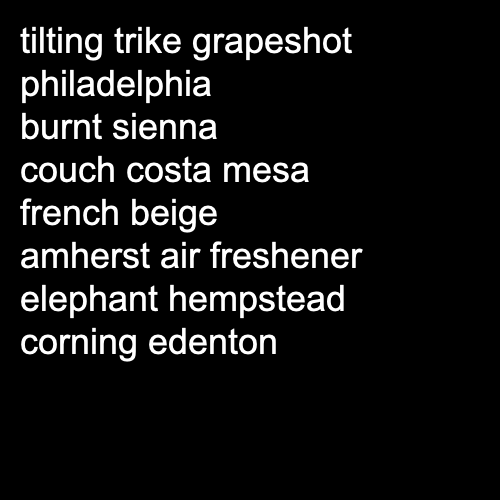 tilting trike grapeshot
philadelphia
burnt sienna
couch costa mesa
french beige
amherst air freshener
elephant hempstead
corning edenton